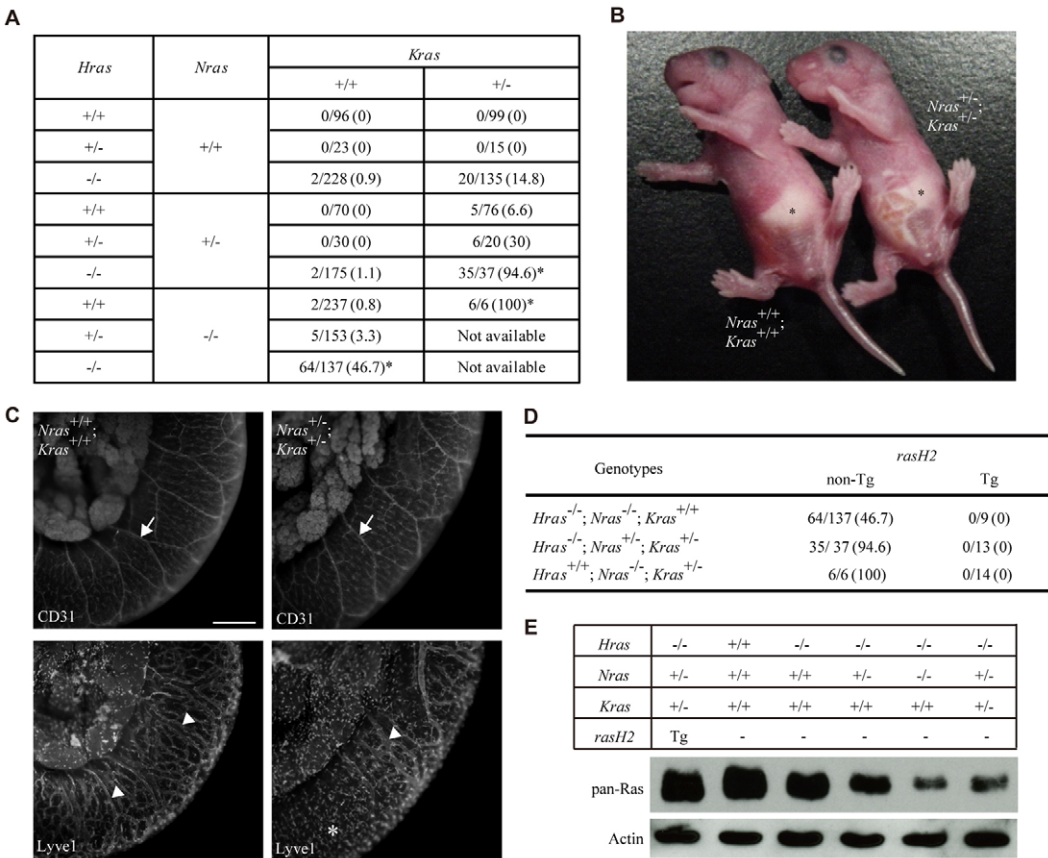 A
Hras Nras Kras
+/+ +/-
+/+ +/+ 0/96 (0) 0/99 (0)
+/- 0/23 (0) 0/15 (0)
-/- 2/228 (0.9) 20/135 (14.8)
+/+ +/- 0/70 (0) 5/76 (6.6)
+/- 0/30 (0) 6/20 (30)
-/- 2/175 (1.1) 35/37 (94.6)*
+/+ -/- 2/237 (0.8) 6/6 (100)*
+/- 5/153 (3.3) Not available
-/- 64/137 (46.7)* Not available
B
Nras+/-;
Kras+/-
*
*
Nras+/+;
Kras+/+
C
Nras+/+;
Kras+/+
CD31
Nras+/-;
Kras+/-
CD31
Lyve1
*
Lyve1
D
Genotypes rasH2
non-Tg Tg
Hras-/-; Nras-/-; Kras+/+ 64/137 (46.7) 0/9 (0)
Hras-/-; Nras+/-; Kras+/- 35/ 37 (94.6) 0/13 (0)
Hras+/+; Nras-/-; Kras+/- 6/6 (100) 0/14 (0)
E
Hras -/- +/+ -/- -/- -/- -/-
Nras +/- +/+ +/+ +/- -/- +/-
Kras +/- +/+ +/+ +/+ +/+ +/-
rasH2 Tg - - - - -
pan-Ras
Actin